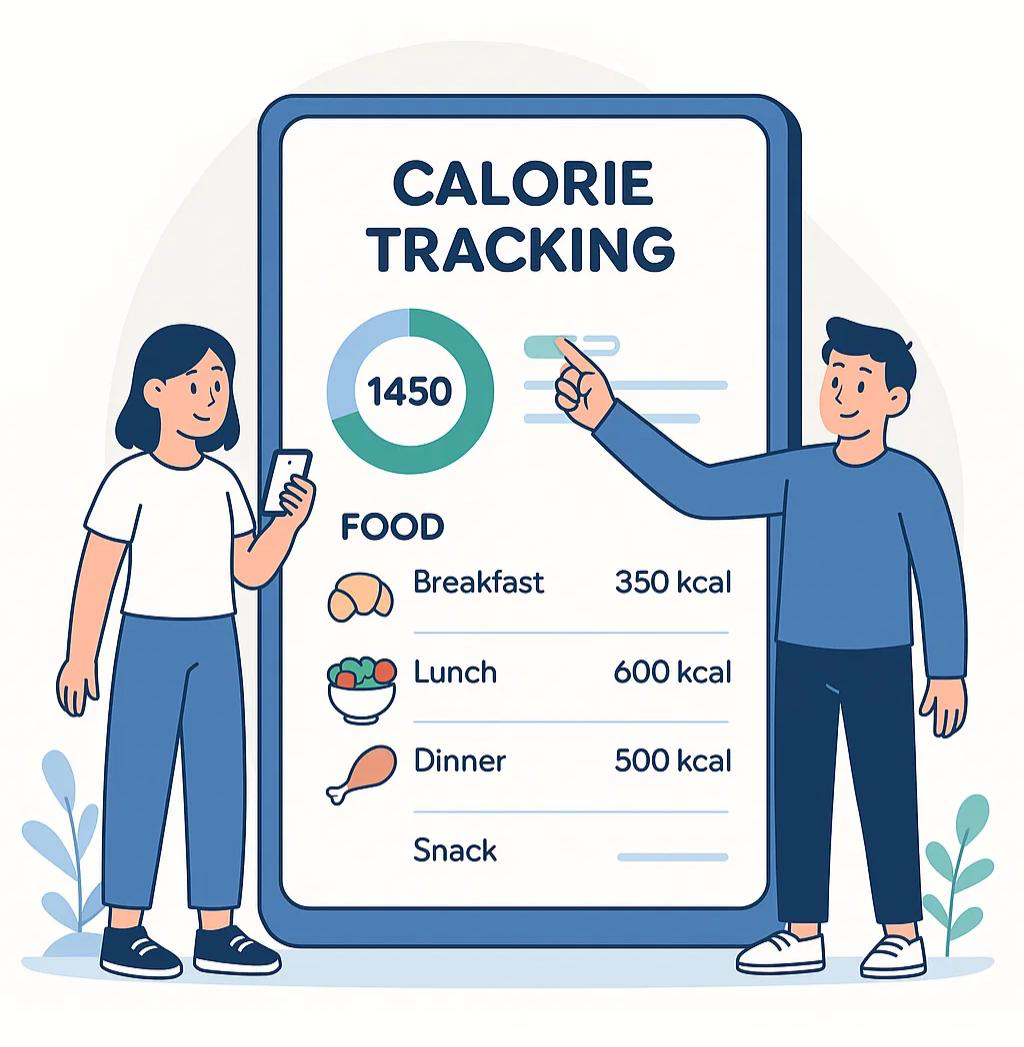 CALORIE
TRACKING
1450
FOOD
Breakfast 350 kcal
Lunch 600 kcal
Dinner 500 kcal
Snack